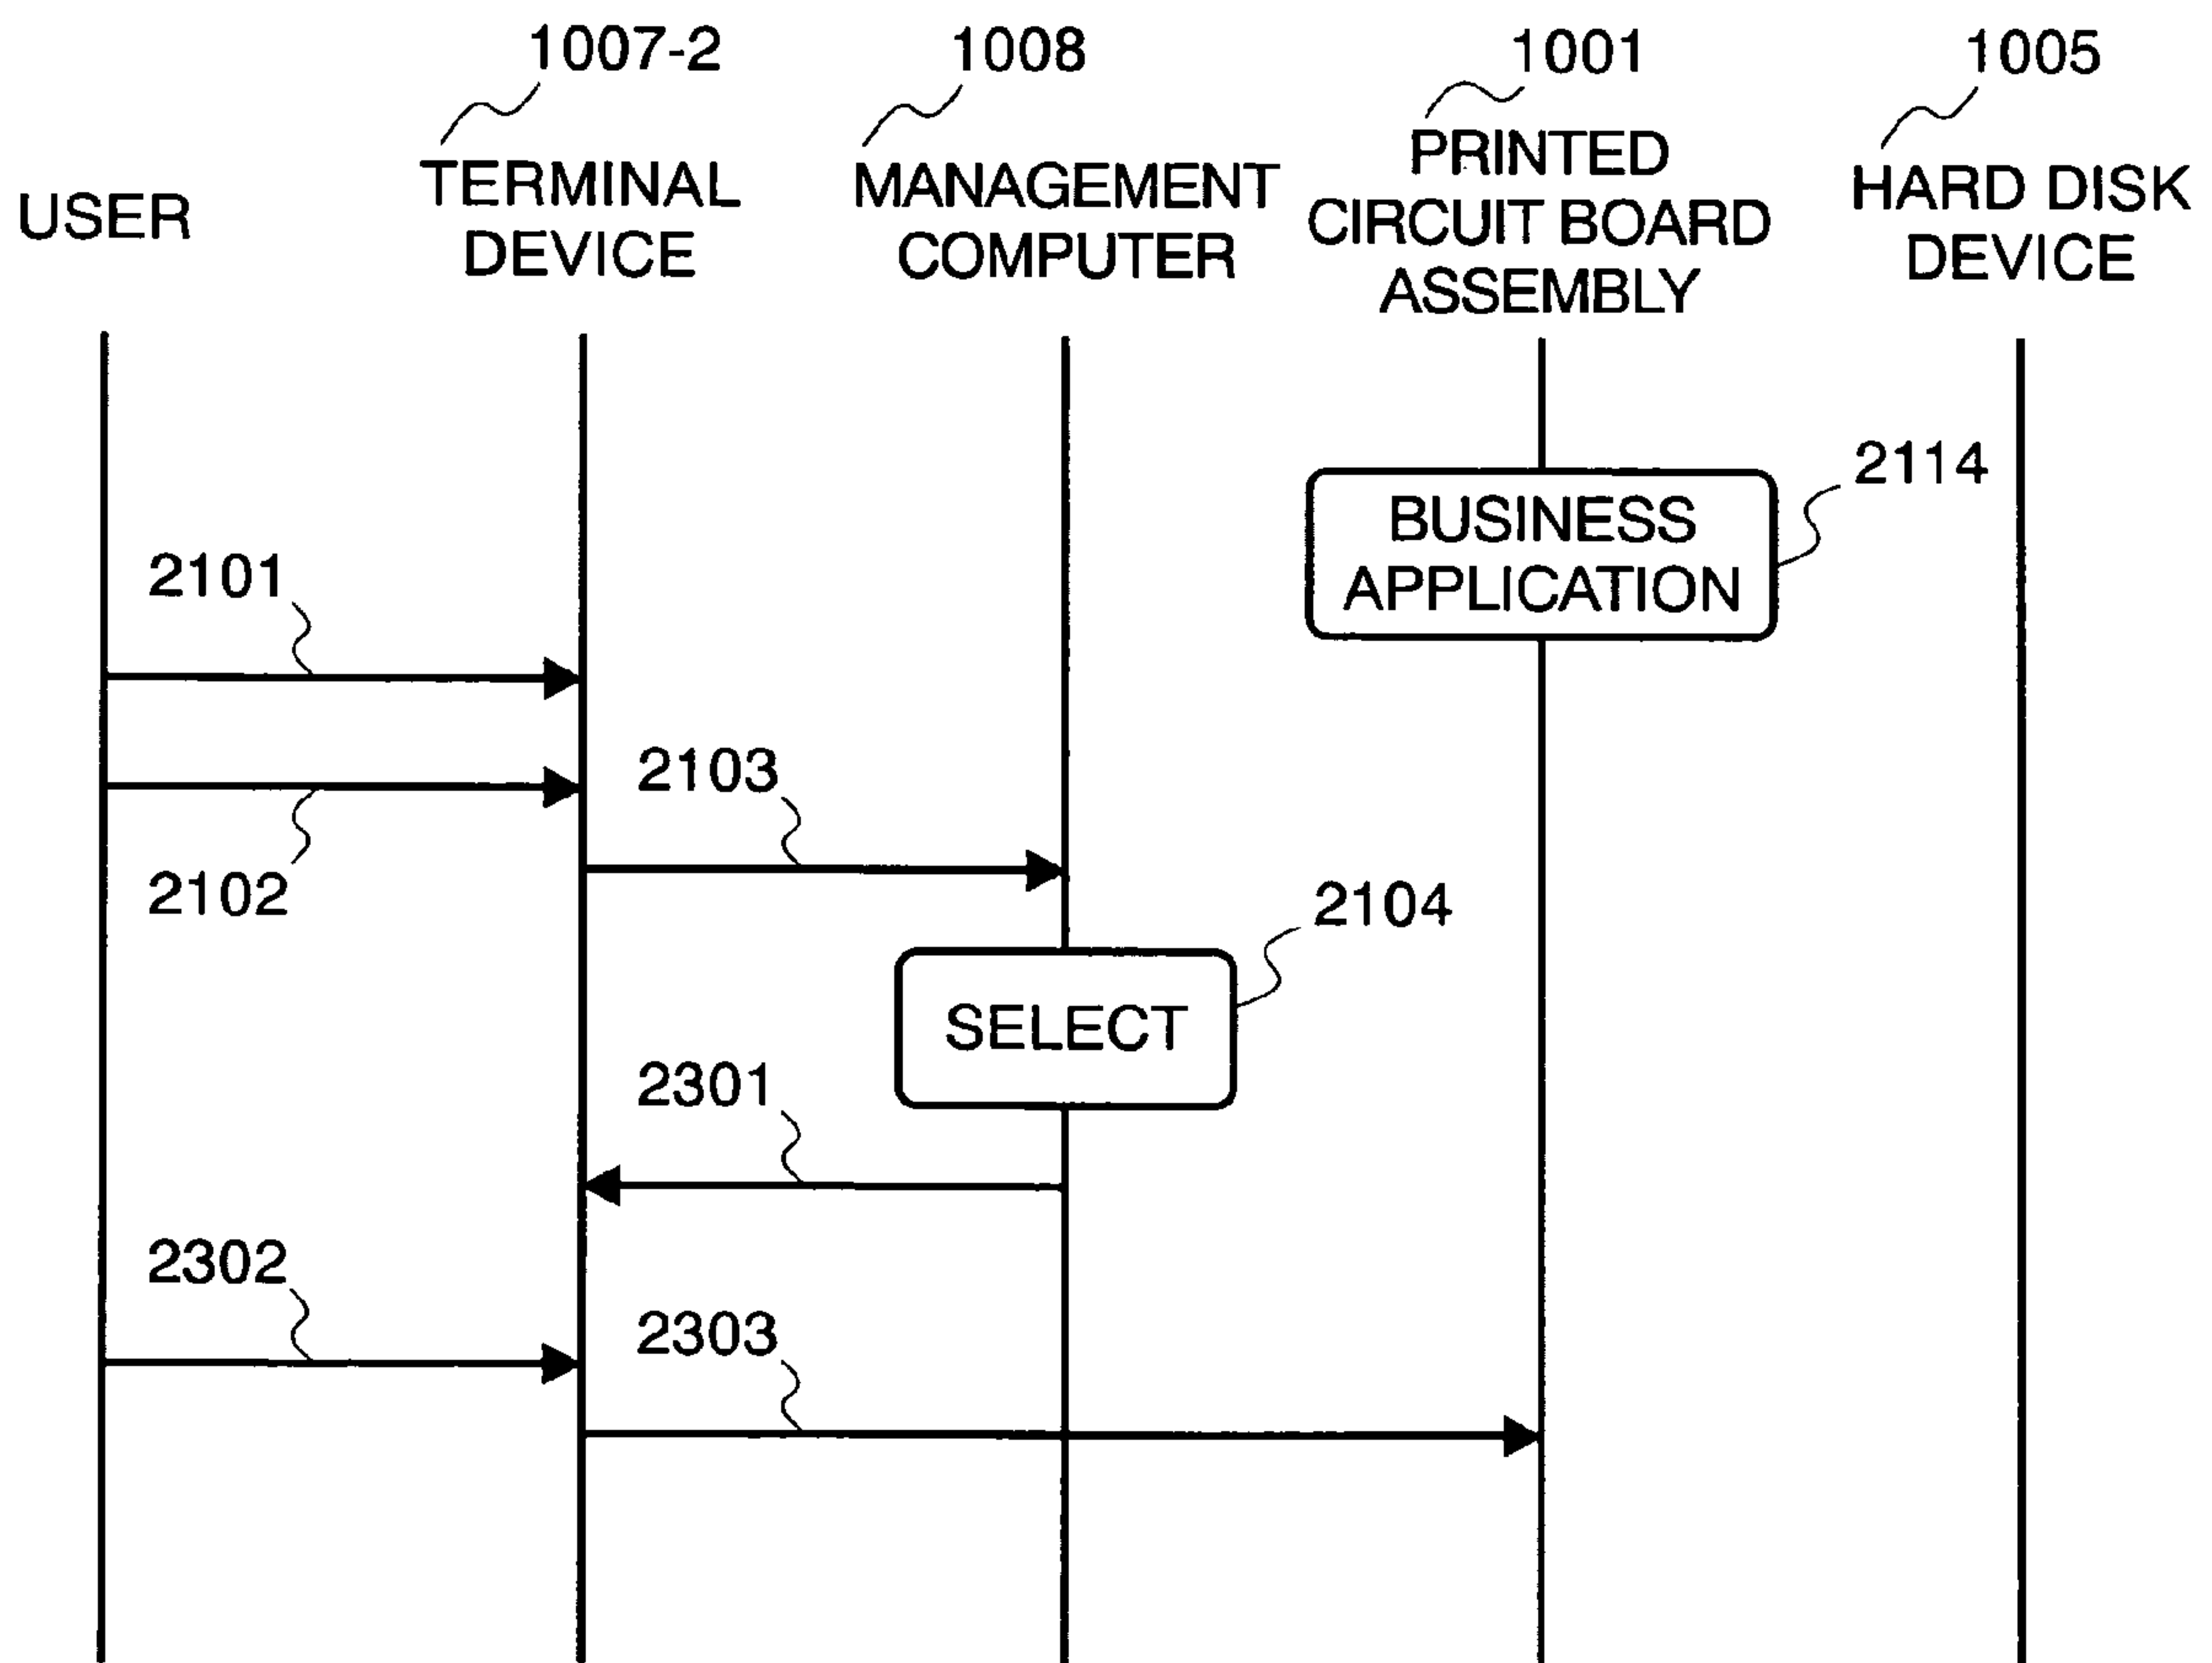 1007-2
1008
1001
1005
USER
TERMINAL
DEVICE
MANAGEMENT
COMPUTER
PRINTED
CIRCUIT BOARD
ASSEMBLY
HARD DISK
DEVICE
2114
BUSINESS
APPLICATION
2101
2103
2102
2104
SELECT
2301
2302
2303